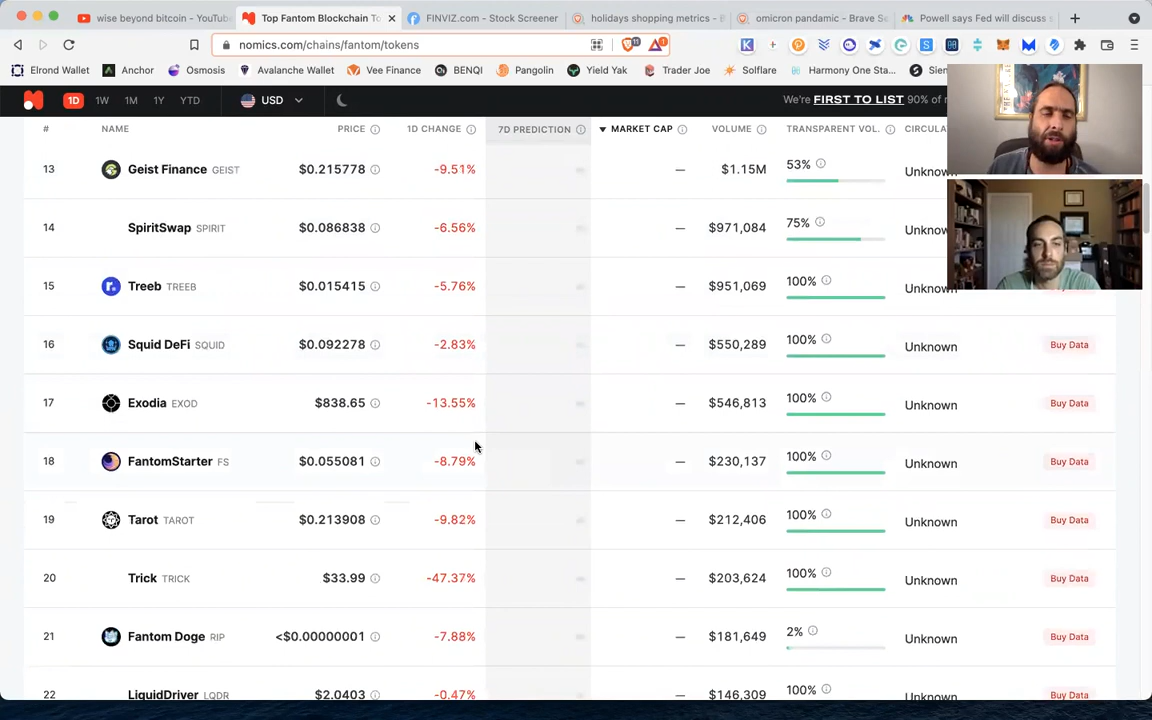 wise beyond bitcoin - YouTub
Top Fantom Blockchain To
FINVIZ.com - Stock Screener
holidays shopping metrics - B
omicron pandemic - Brave Se
Powell says Fed will discuss s
nomics.com/chains/fantom/tokens
Elrond Wallet
Anchor
Osmosis
Avalanche Wallet
Vee Finance
BENQI
Pangolin
Yield Yak
Trader Joe
Solflare
Harmony One Sta...
Sien
1D 1W 1M 1Y YTD USD We're FIRST TO LIST 90% of
# NAME PRICE 1D CHANGE 7D PREDICTION MARKET CAP VOLUME TRANSPARENT VOL. CIRCULA
13 Geist Finance GEIST $0.215778 -9.51% — $1.15M 53% Unknown
14 SpiritSwap SPIRIT $0.086838 -6.56% — $971,084 75% Unknown
15 Treeb TREEB $0.015415 -5.76% — $951,069 100% Unknown
16 Squid DeFi SQUID $0.092278 -2.83% — $550,289 100% Unknown Buy Data
17 Exodia EXOD $838.65 -13.55% — $546,813 100% Unknown Buy Data
18 FantomStarter FS $0.055081 -8.79% — $230,137 100% Unknown Buy Data
19 Tarot TAROT $0.213908 -9.82% — $212,406 100% Unknown Buy Data
20 Trick TRICK $33.99 -47.37% — $203,624 100% Unknown Buy Data
21 Fantom Doge RIP <$0.00000001 -7.88% — $181,649 2% Unknown Buy Data
22 LiquidDriver LQDR $2.0403 -0.47% — $146,309 100% Unknown Buy Data